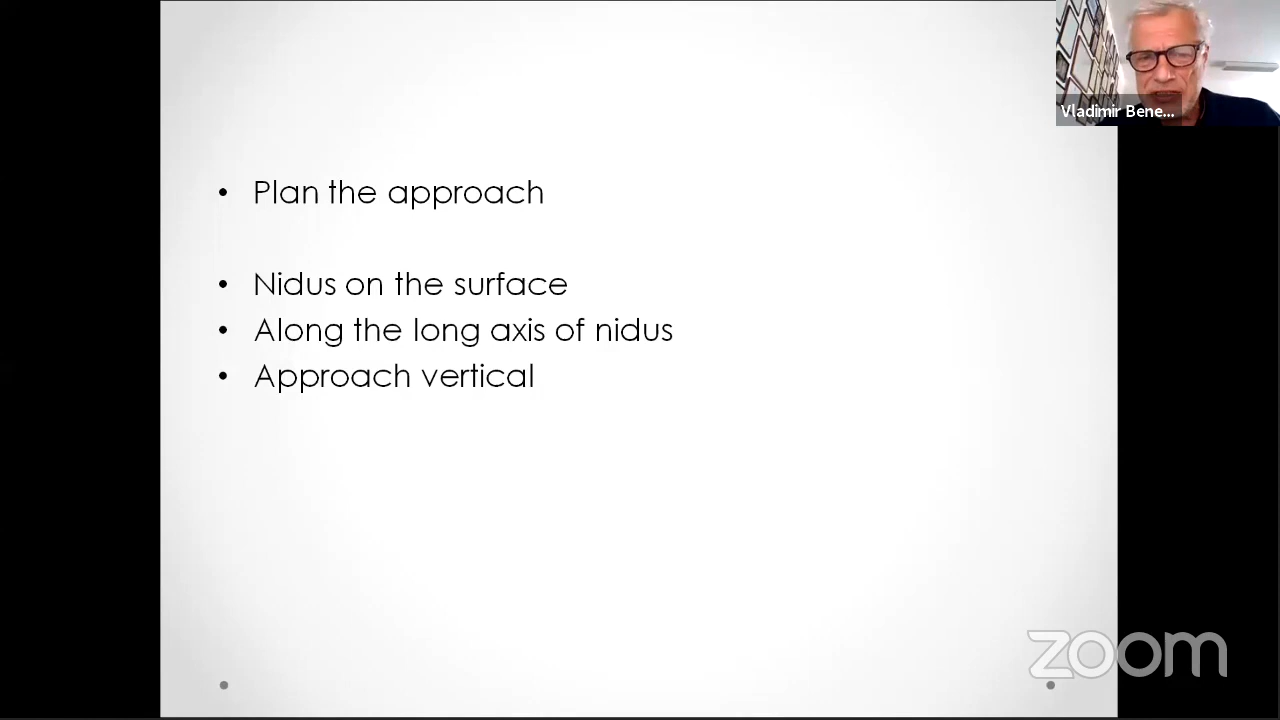 Vladimir Bene...
• Plan the approach
• Nidus on the surface
• Along the long axis of nidus
• Approach vertical
zoom